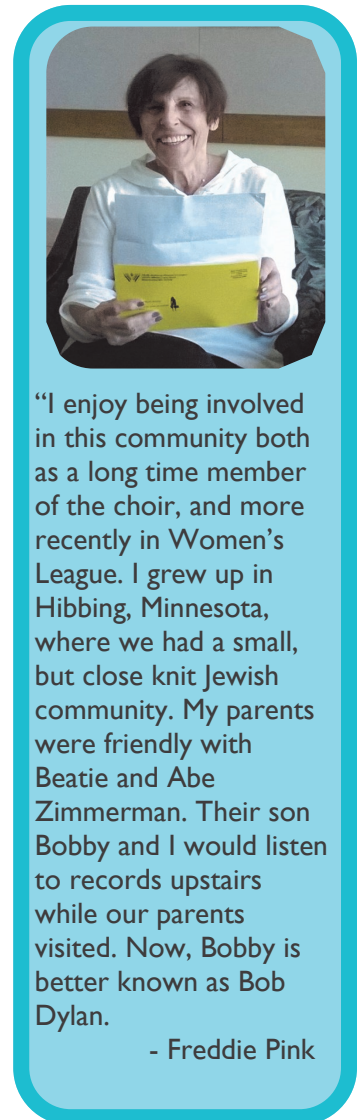 “I enjoy being involved
in this community both
as a long time member
of the choir, and more
recently in Women’s
League. I grew up in
Hibbing, Minnesota,
where we had a small,
but close knit Jewish
community. My parents
were friendly with
Beatie and Abe
Zimmerman. Their son
Bobby and I would listen
to records upstairs
while our parents
visited. Now, Bobby is
better known as Bob
Dylan.
- Freddie Pink